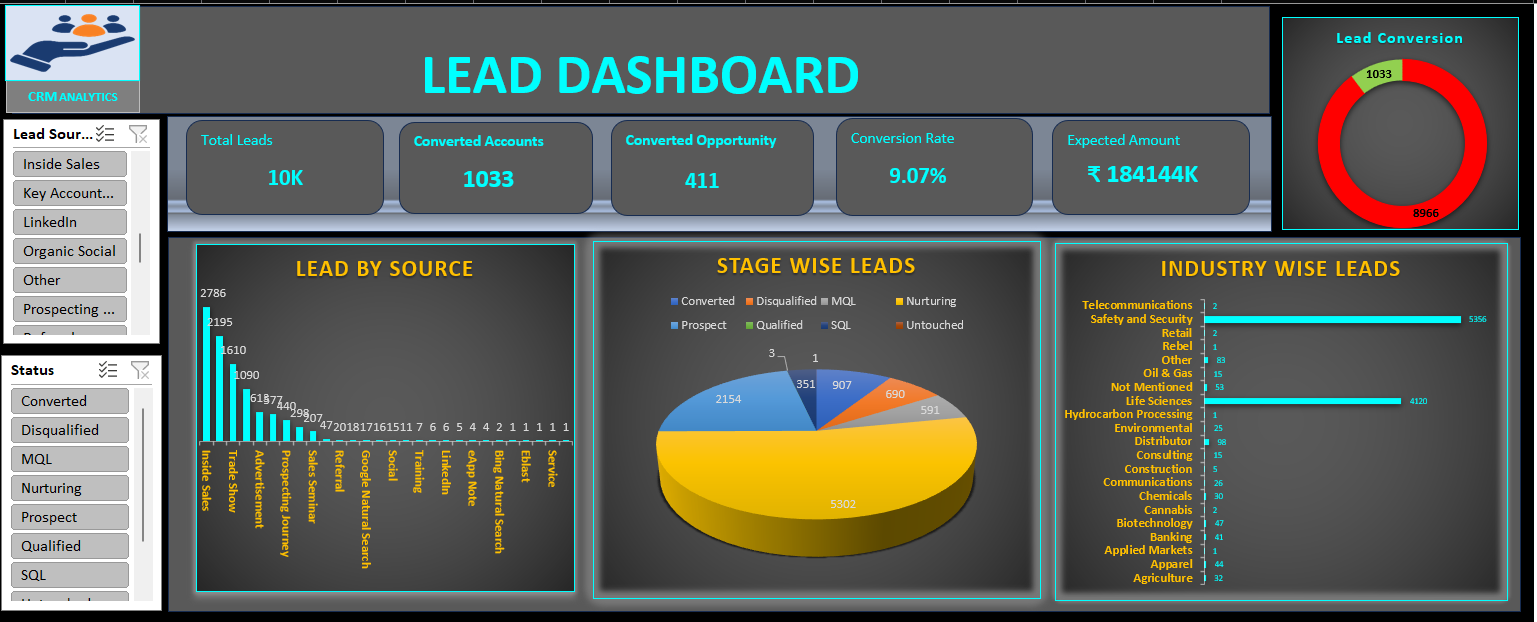 LEAD DASHBOARD
CRM ANALYTICS
Lead Conversion
1033
8966
Lead Sour...
Inside Sales
Key Account...
LinkedIn
Organic Social
Other
Prospecting ...
Status
Converted
Disqualified
MQL
Nurturing
Prospect
Qualified
SQL
Total Leads
10K
Converted Accounts
1033
Converted Opportunity
411
Conversion Rate
9.07%
Expected Amount
₹ 184144K
LEAD BY SOURCE
2786
2195
1610
1090
615
577
440
298
207
47
20
18
17
16
15
11
7
6
6
5
4
4
2
1
1
1
1
1
Inside Sales
Trade Show
Advertisement
Prospecting Journey
Sales Seminar
Referral
Google Natural Search
Social
Training
LinkedIn
eApp Note
Bing Natural Search
Eblast
Service
STAGE WISE LEADS
Converted Disqualified MQL Nurturing
Prospect Qualified SQL Untouched
3
1
351
907
690
591
2154
5302
INDUSTRY WISE LEADS
Telecommunications 2
Safety and Security 5356
Retail 2
Rebel 1
Other 83
Oil & Gas 15
Not Mentioned 53
Life Sciences 4120
Hydrocarbon Processing 1
Environmental 25
Distributor 98
Consulting 15
Construction 5
Communications 26
Chemicals 30
Cannabis 2
Biotechnology 47
Banking 41
Applied Markets 1
Apparel 44
Agriculture 32